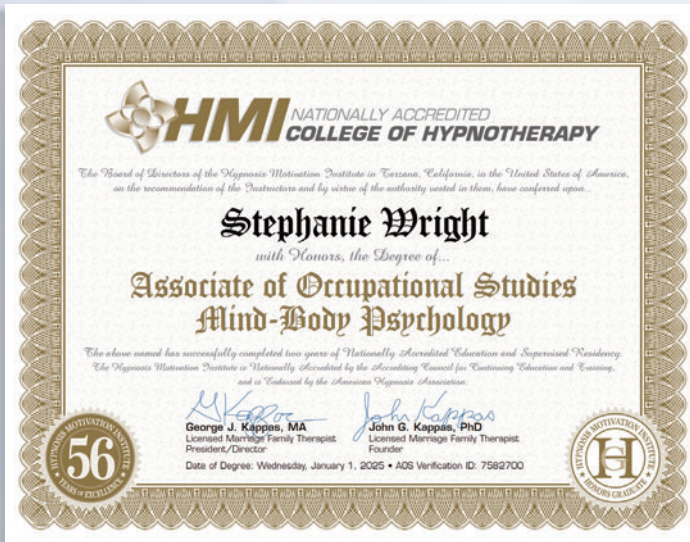 HMI NATIONALLY ACCREDITED
COLLEGE OF HYPNOTHERAPY
The Board of Directors of the Hypnosis Motivation Institute in Tarzana, California, in the United States of America,
on the recommendation of the Instructors and by virtue of the authority vested in them, have conferred upon...
Stephanie Wright
with Honors, the Degree of...
Associate of Occupational Studies
Mind-Body Psychology
The above named has successfully completed two years of Nationally Accredited Education and Supervised Residency.
The Hypnosis Motivation Institute is Nationally Accredited by the Accrediting Council for Continuing Education and Training,
and is Endorsed by the American Hypnosis Association.
George J. Kappas, MA
Licensed Marriage Family Therapist
President/Director
John G. Kappas, PhD
Licensed Marriage Family Therapist
Founder
Date of Degree: Wednesday, January 1, 2025 • AOS Verification ID: 7582700
HYPNOSIS MOTIVATION INSTITUTE
56
YEARS OF EXCELLENCE
HYPNOSIS MOTIVATION INSTITUTE
H
HONORS GRADUATE